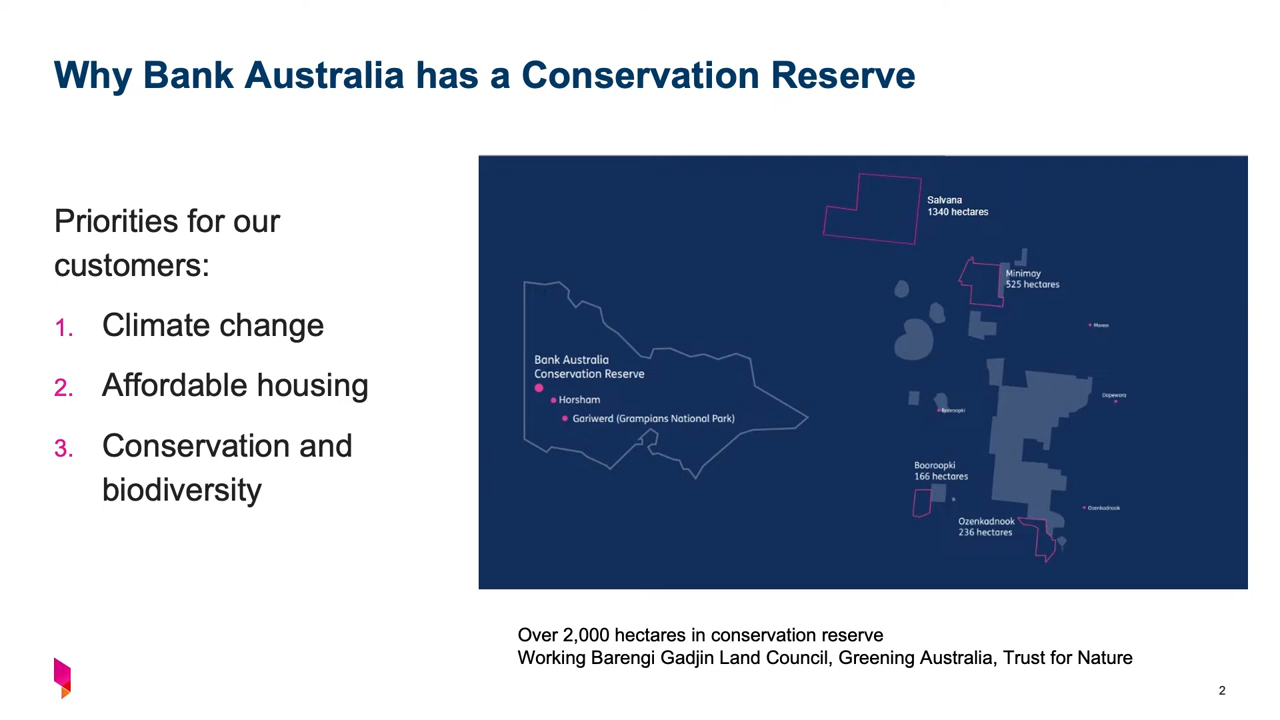 Why Bank Australia has a Conservation Reserve
Priorities for our
customers:
1. Climate change
2. Affordable housing
3. Conservation and
biodiversity
Bank Australia
Conservation Reserve
Horsham
Gariwerd (Grampians National Park)
Salvana
1340 hectares
Minimay
525 hectares
Dopewora
Booroopki
Booroopki
166 hectares
Ozenkadnook
Ozenkadnook
236 hectares
Over 2,000 hectares in conservation reserve
Working Barengi Gadjin Land Council, Greening Australia, Trust for Nature
2